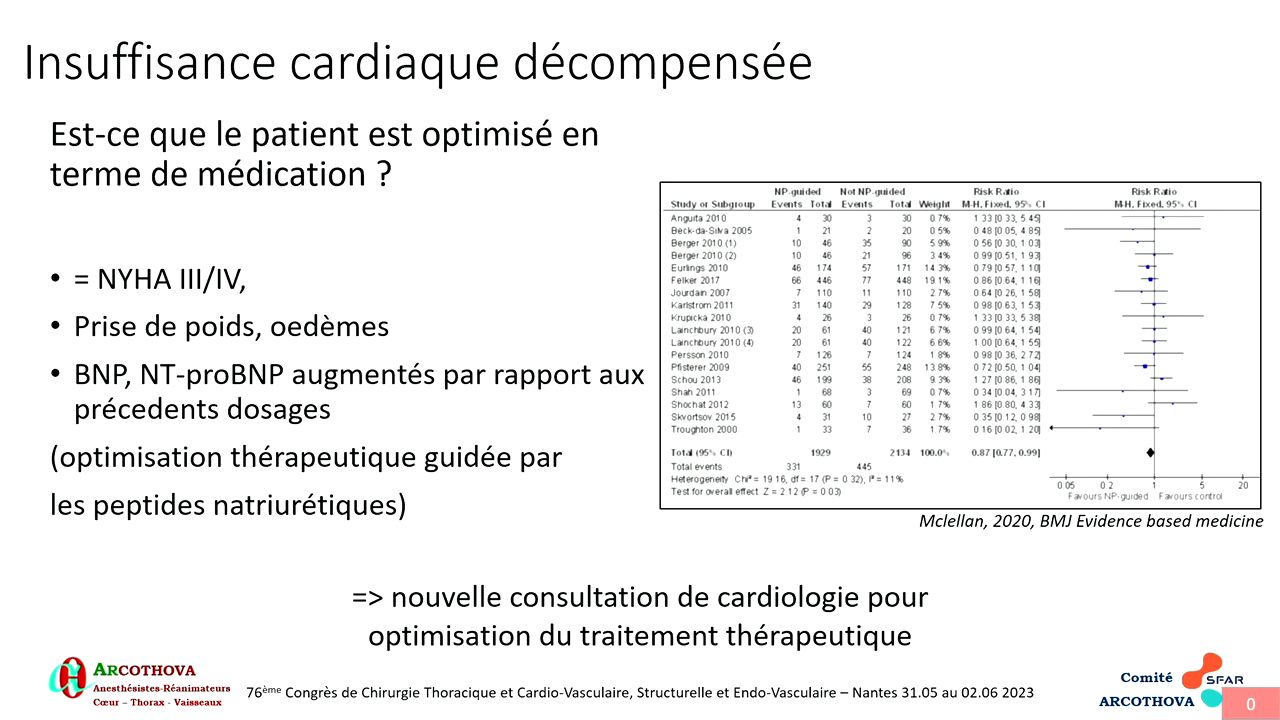 Insuffisance cardiaque décompensée
Est-ce que le patient est optimisé en
terme de médication ?
• = NYHA III/IV,
• Prise de poids, oedèmes
• BNP, NT-proBNP augmentés par rapport aux
précedents dosages
(optimisation thérapeutique guidée par
les peptides natriurétiques)
NP-guided Not NP-guided Risk Ratio Risk Ratio
Study or Subgroup Events Total Events Total Weight M-H, Fixed, 95% CI M-H, Fixed, 95% CI
Anguita 2010 4 30 3 30 0.7% 1.33 [0.33, 5.45]
Beck-da-Silva 2005 1 21 2 20 0.5% 0.48 [0.05, 4.85]
Berger 2010 (1) 10 46 35 90 5.9% 0.56 [0.30, 1.03]
Berger 2010 (2) 10 46 21 96 3.4% 0.99 [0.51, 1.93]
Eurlings 2010 46 174 57 171 14.3% 0.79 [0.57, 1.10]
Felker 2017 66 446 77 448 19.1% 0.86 [0.64, 1.16]
Jourdain 2007 7 110 11 110 2.7% 0.64 [0.26, 1.58]
Karlstrom 2011 31 140 29 128 7.5% 0.98 [0.63, 1.53]
Krupicka 2010 4 26 3 26 0.7% 1.33 [0.33, 5.38]
Lainchbury 2010 (3) 20 61 40 121 6.7% 0.99 [0.64, 1.54]
Lainchbury 2010 (4) 20 61 40 122 6.6% 1.00 [0.64, 1.55]
Persson 2010 7 126 7 124 1.8% 0.98 [0.36, 2.72]
Pfisterer 2009 40 251 55 248 13.8% 0.72 [0.50, 1.04]
Schou 2013 46 199 38 208 9.3% 1.27 [0.86, 1.86]
Shah 2011 1 68 3 69 0.7% 0.34 [0.04, 3.17]
Shochat 2012 13 60 7 60 1.7% 1.86 [0.80, 4.33]
Skvortsov 2015 4 31 10 27 2.7% 0.35 [0.12, 0.98]
Troughton 2000 1 33 7 36 1.7% 0.16 [0.02, 1.20]
Total (95% CI) 1929 2134 100.0% 0.87 [0.77, 0.99]
Total events 331 445
Heterogeneity: Chi² = 19.16, df = 17 (P = 0.32), I² = 11%
Test for overall effect: Z = 2.12 (P = 0.03)
0.05 0.2 1 5 20
Favours NP-guided Favours control
Mclellan, 2020, BMJ Evidence based medicine
=> nouvelle consultation de cardiologie pour
optimisation du traitement thérapeutique
ARCOTHOVA
Anesthésistes-Réanimateurs
Cœur – Thorax - Vaisseaux
76ème Congrès de Chirurgie Thoracique et Cardio-Vasculaire, Structurelle et Endo-Vasculaire – Nantes 31.05 au 02.06 2023
Comité
ARCOTHOVA
SFAR
0